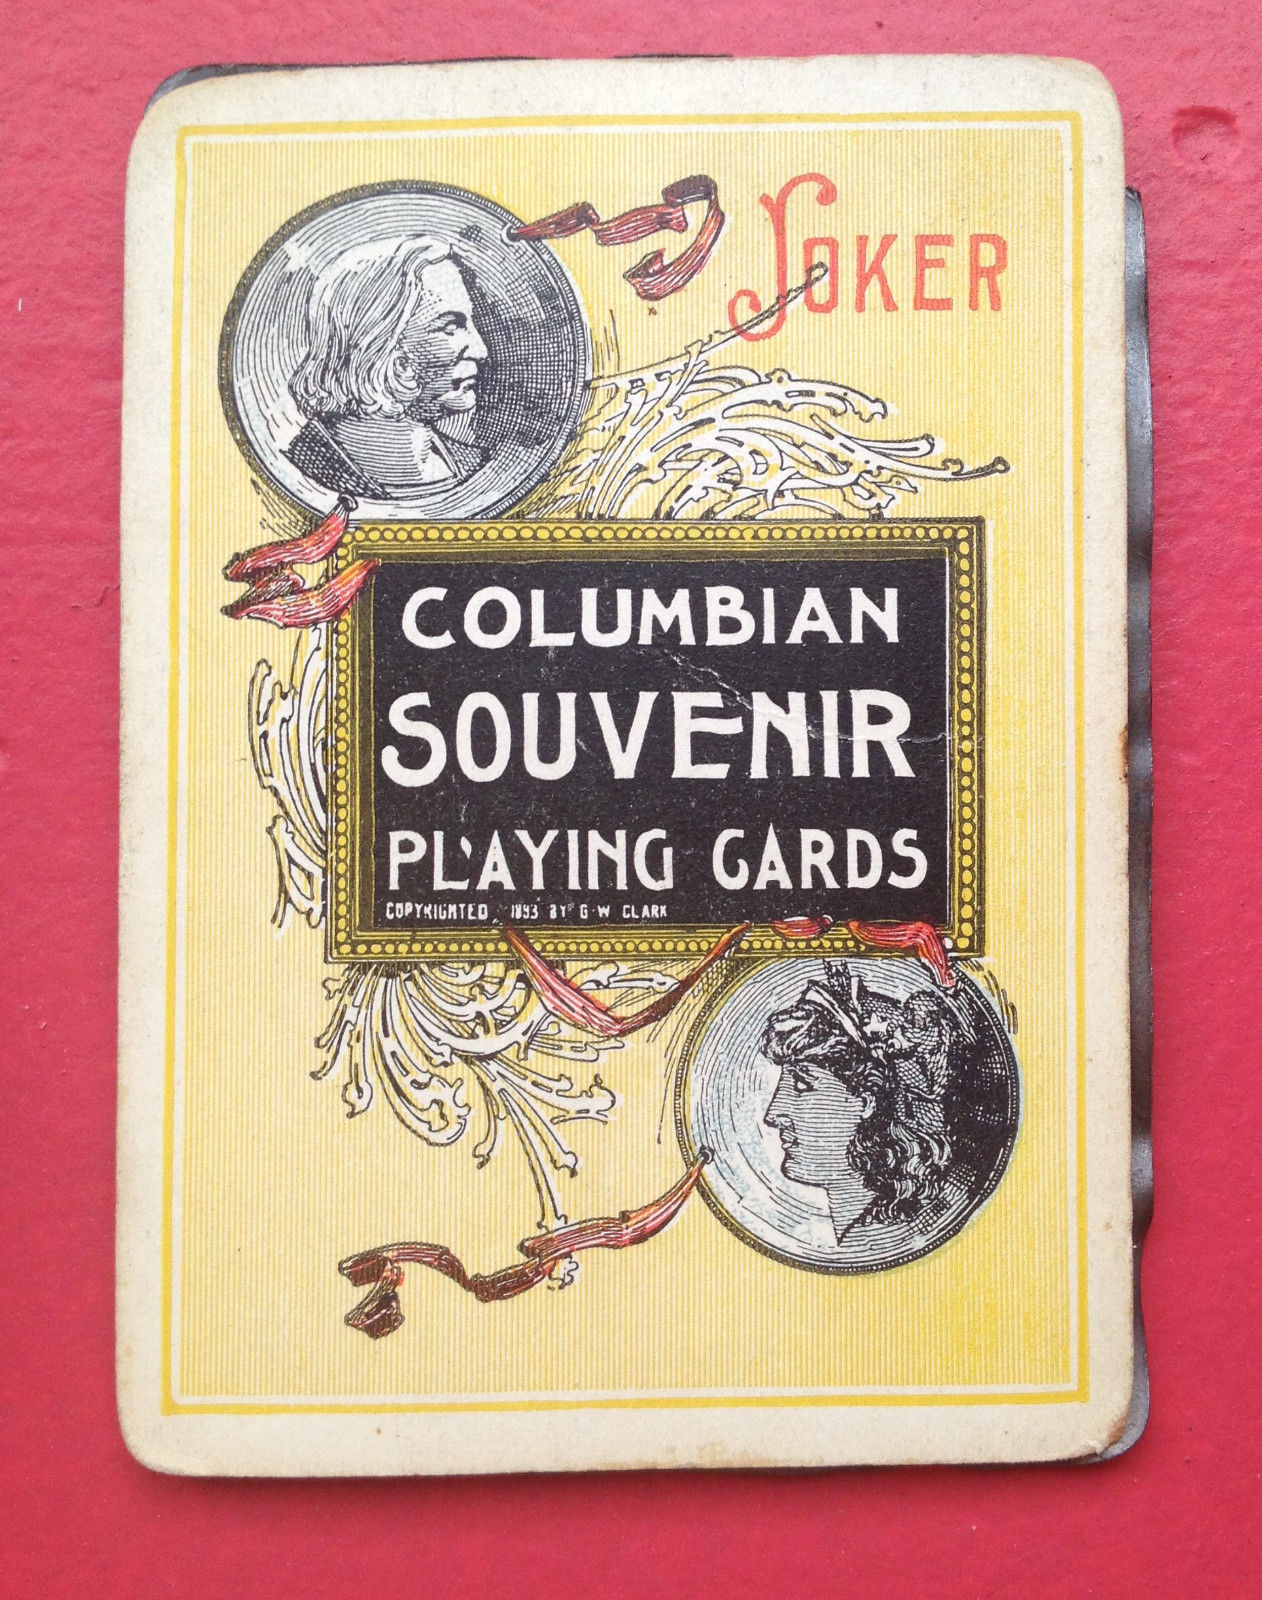 JOKER
COLUMBIAN
SOUVENIR
PLAYING CARDS
COPYRIGHTED 1893 BY G·W CLARK